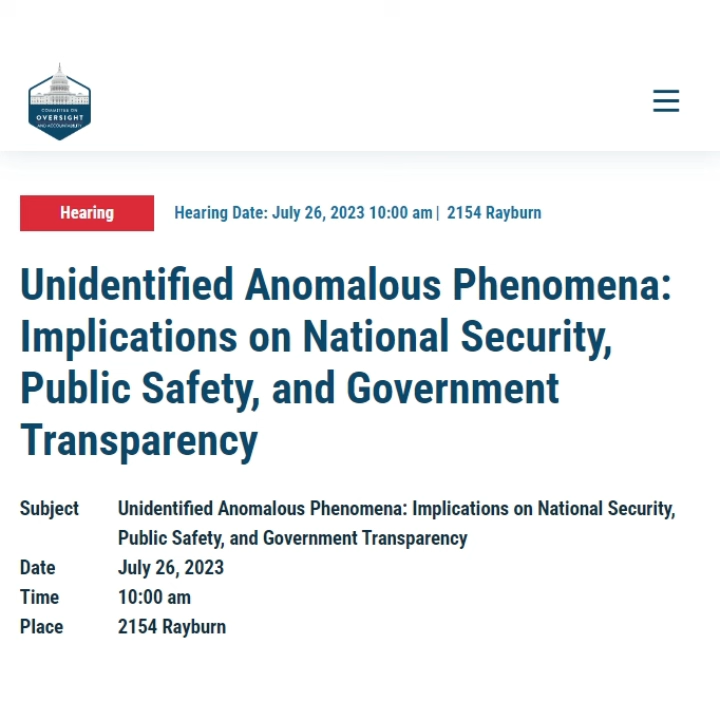 COMMITTEE ON
OVERSIGHT
AND ACCOUNTABILITY
Hearing
Hearing Date: July 26, 2023 10:00 am | 2154 Rayburn
Unidentified Anomalous Phenomena:
Implications on National Security,
Public Safety, and Government
Transparency
Subject Unidentified Anomalous Phenomena: Implications on National Security,
Public Safety, and Government Transparency
Date July 26, 2023
Time 10:00 am
Place 2154 Rayburn